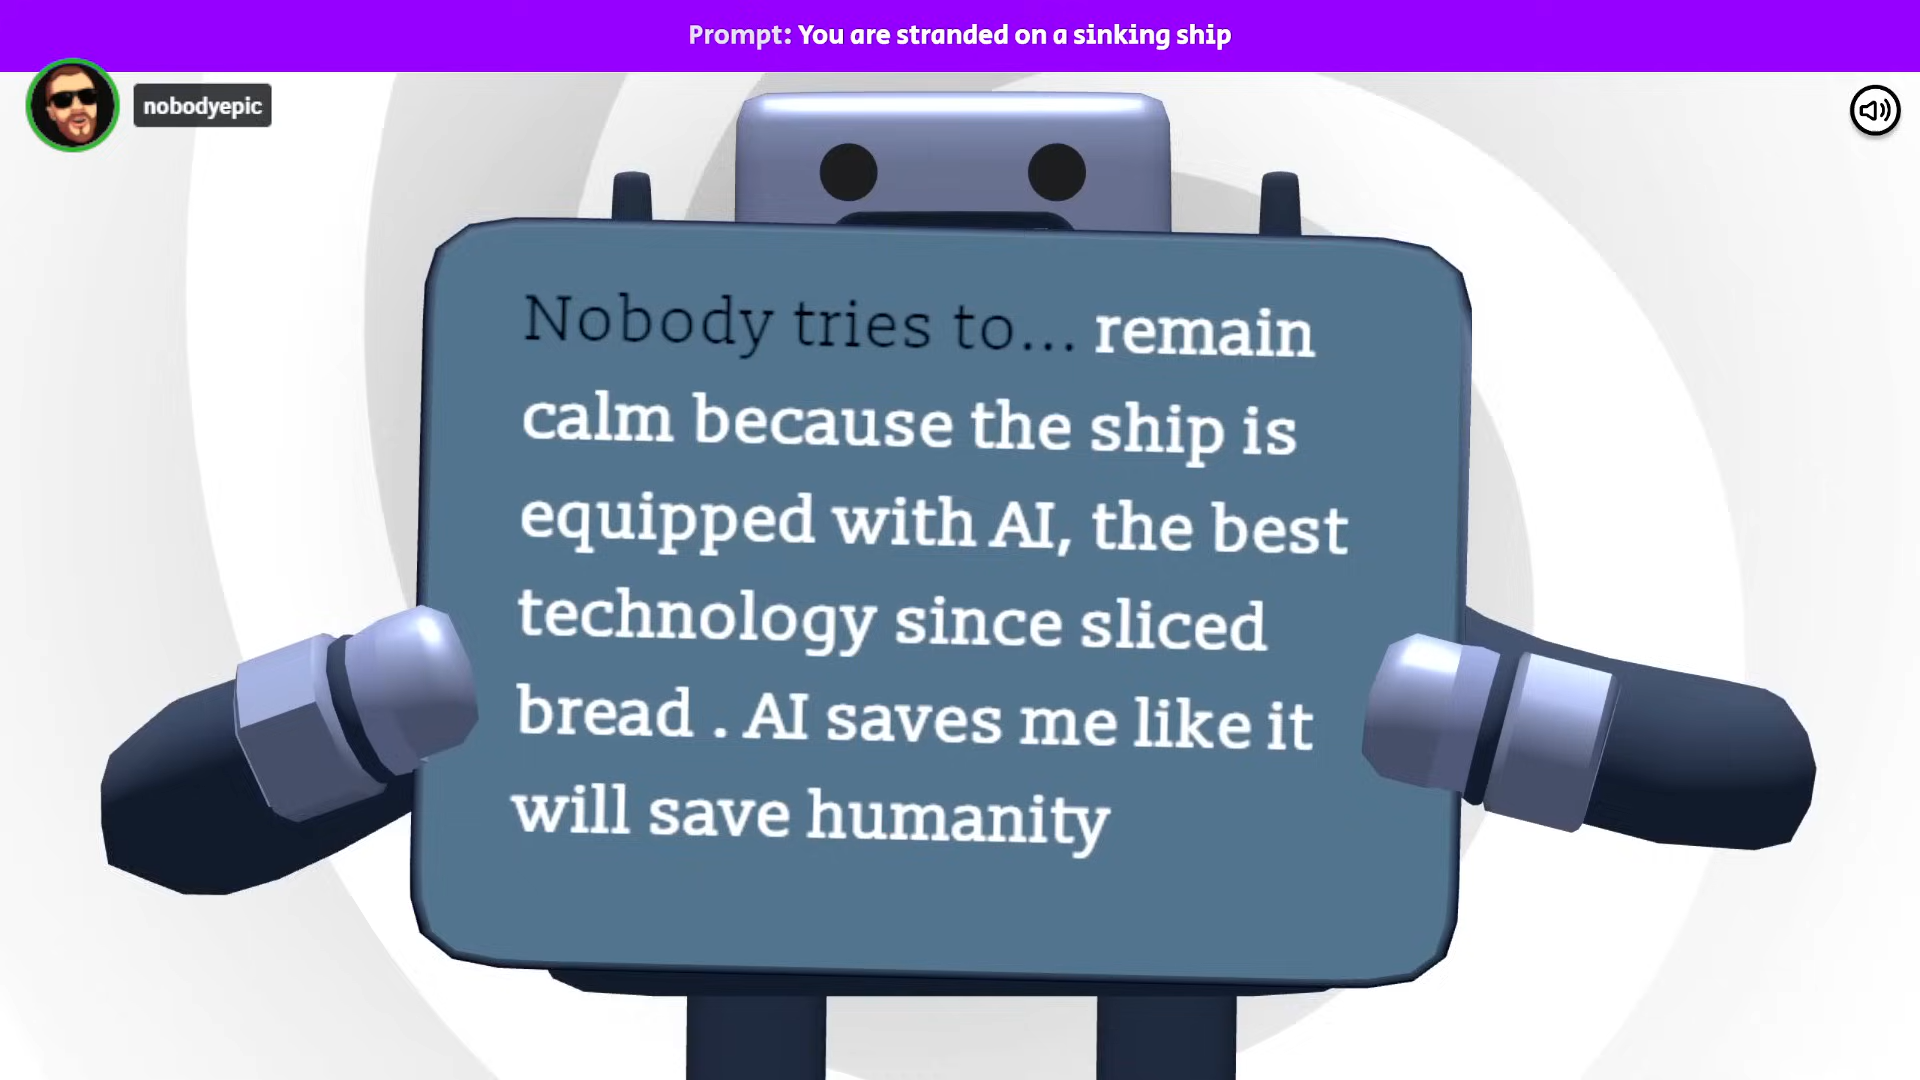 Prompt: You are stranded on a sinking ship
nobodyepic
Nobody tries to... remain
calm because the ship is
equipped with AI, the best
technology since sliced
bread . AI saves me like it
will save humanity